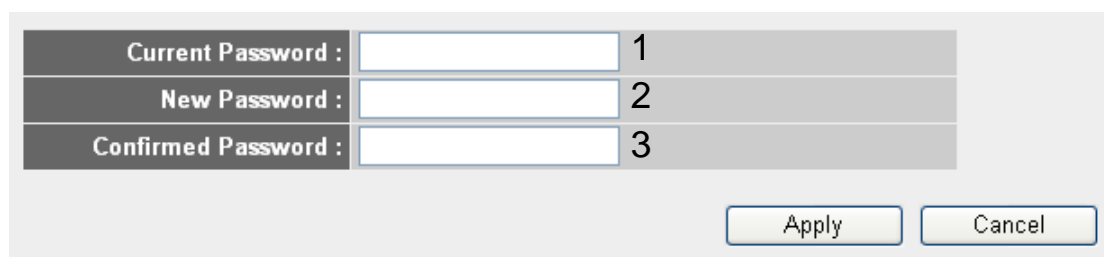 Current Password : 1
New Password : 2
Confirmed Password : 3
Apply Cancel